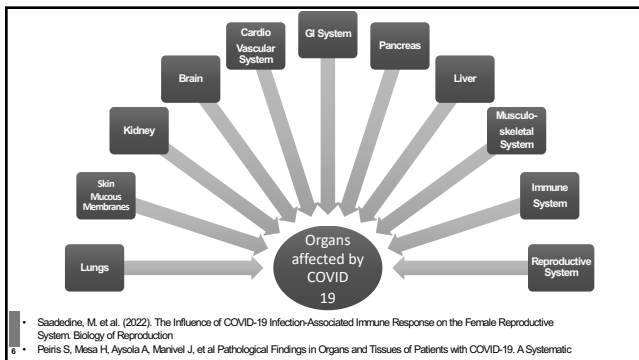 Cardio
Vascular
System
GI System
Pancreas
Brain
Liver
Kidney
Musculo-
skeletal
System
Skin
Mucous
Membranes
Immune
System
Lungs
Organs
affected by
COVID
19
Reproductive
System
• Saadedine, M. et al. (2022). The Influence of COVID-19 Infection-Associated Immune Response on the Female Reproductive
System. Biology of Reproduction
6 • Peiris S, Mesa H, Aysola A, Manivel J, et al Pathological Findings in Organs and Tissues of Patients with COVID-19. A Systematic